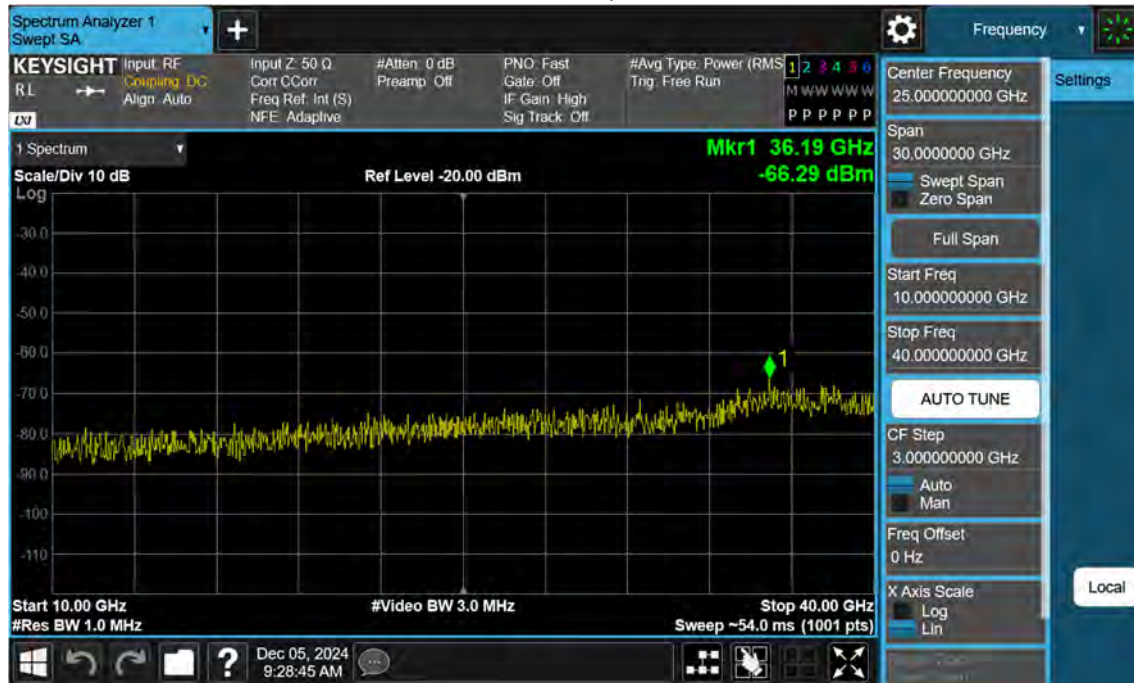 Spectrum Analyzer 1
Swept SA
Frequency
KEYSIGHT
RL
LXI
Input: RF
Coupling: DC
Align: Auto
Input Z: 50 Ω
Corr CCorr
Freq Ref: Int (S)
NFE: Adaptive
#Atten: 0 dB
Preamp: Off
PNO: Fast
Gate: Off
IF Gain: High
Sig Track: Off
#Avg Type: Power (RMS
Trig: Free Run
1 2 3 4 5 6
M W W W W W
P P P P P P
1 Spectrum
Scale/Div 10 dB
Ref Level -20.00 dBm
Mkr1 36.19 GHz
-66.29 dBm
Log
-30.0
-40.0
-50.0
-60.0
-70.0
-80.0
-90.0
-100
-110
1
Start 10.00 GHz
#Res BW 1.0 MHz
#Video BW 3.0 MHz
Stop 40.00 GHz
Sweep ~54.0 ms (1001 pts)
Center Frequency
25.000000000 GHz
Span
30.0000000 GHz
Swept Span
Zero Span
Full Span
Start Freq
10.000000000 GHz
Stop Freq
40.000000000 GHz
AUTO TUNE
CF Step
3.000000000 GHz
Auto
Man
Freq Offset
0 Hz
X Axis Scale
Log
Lin
Settings
Local
?
Dec 05, 2024
9:28:45 AM